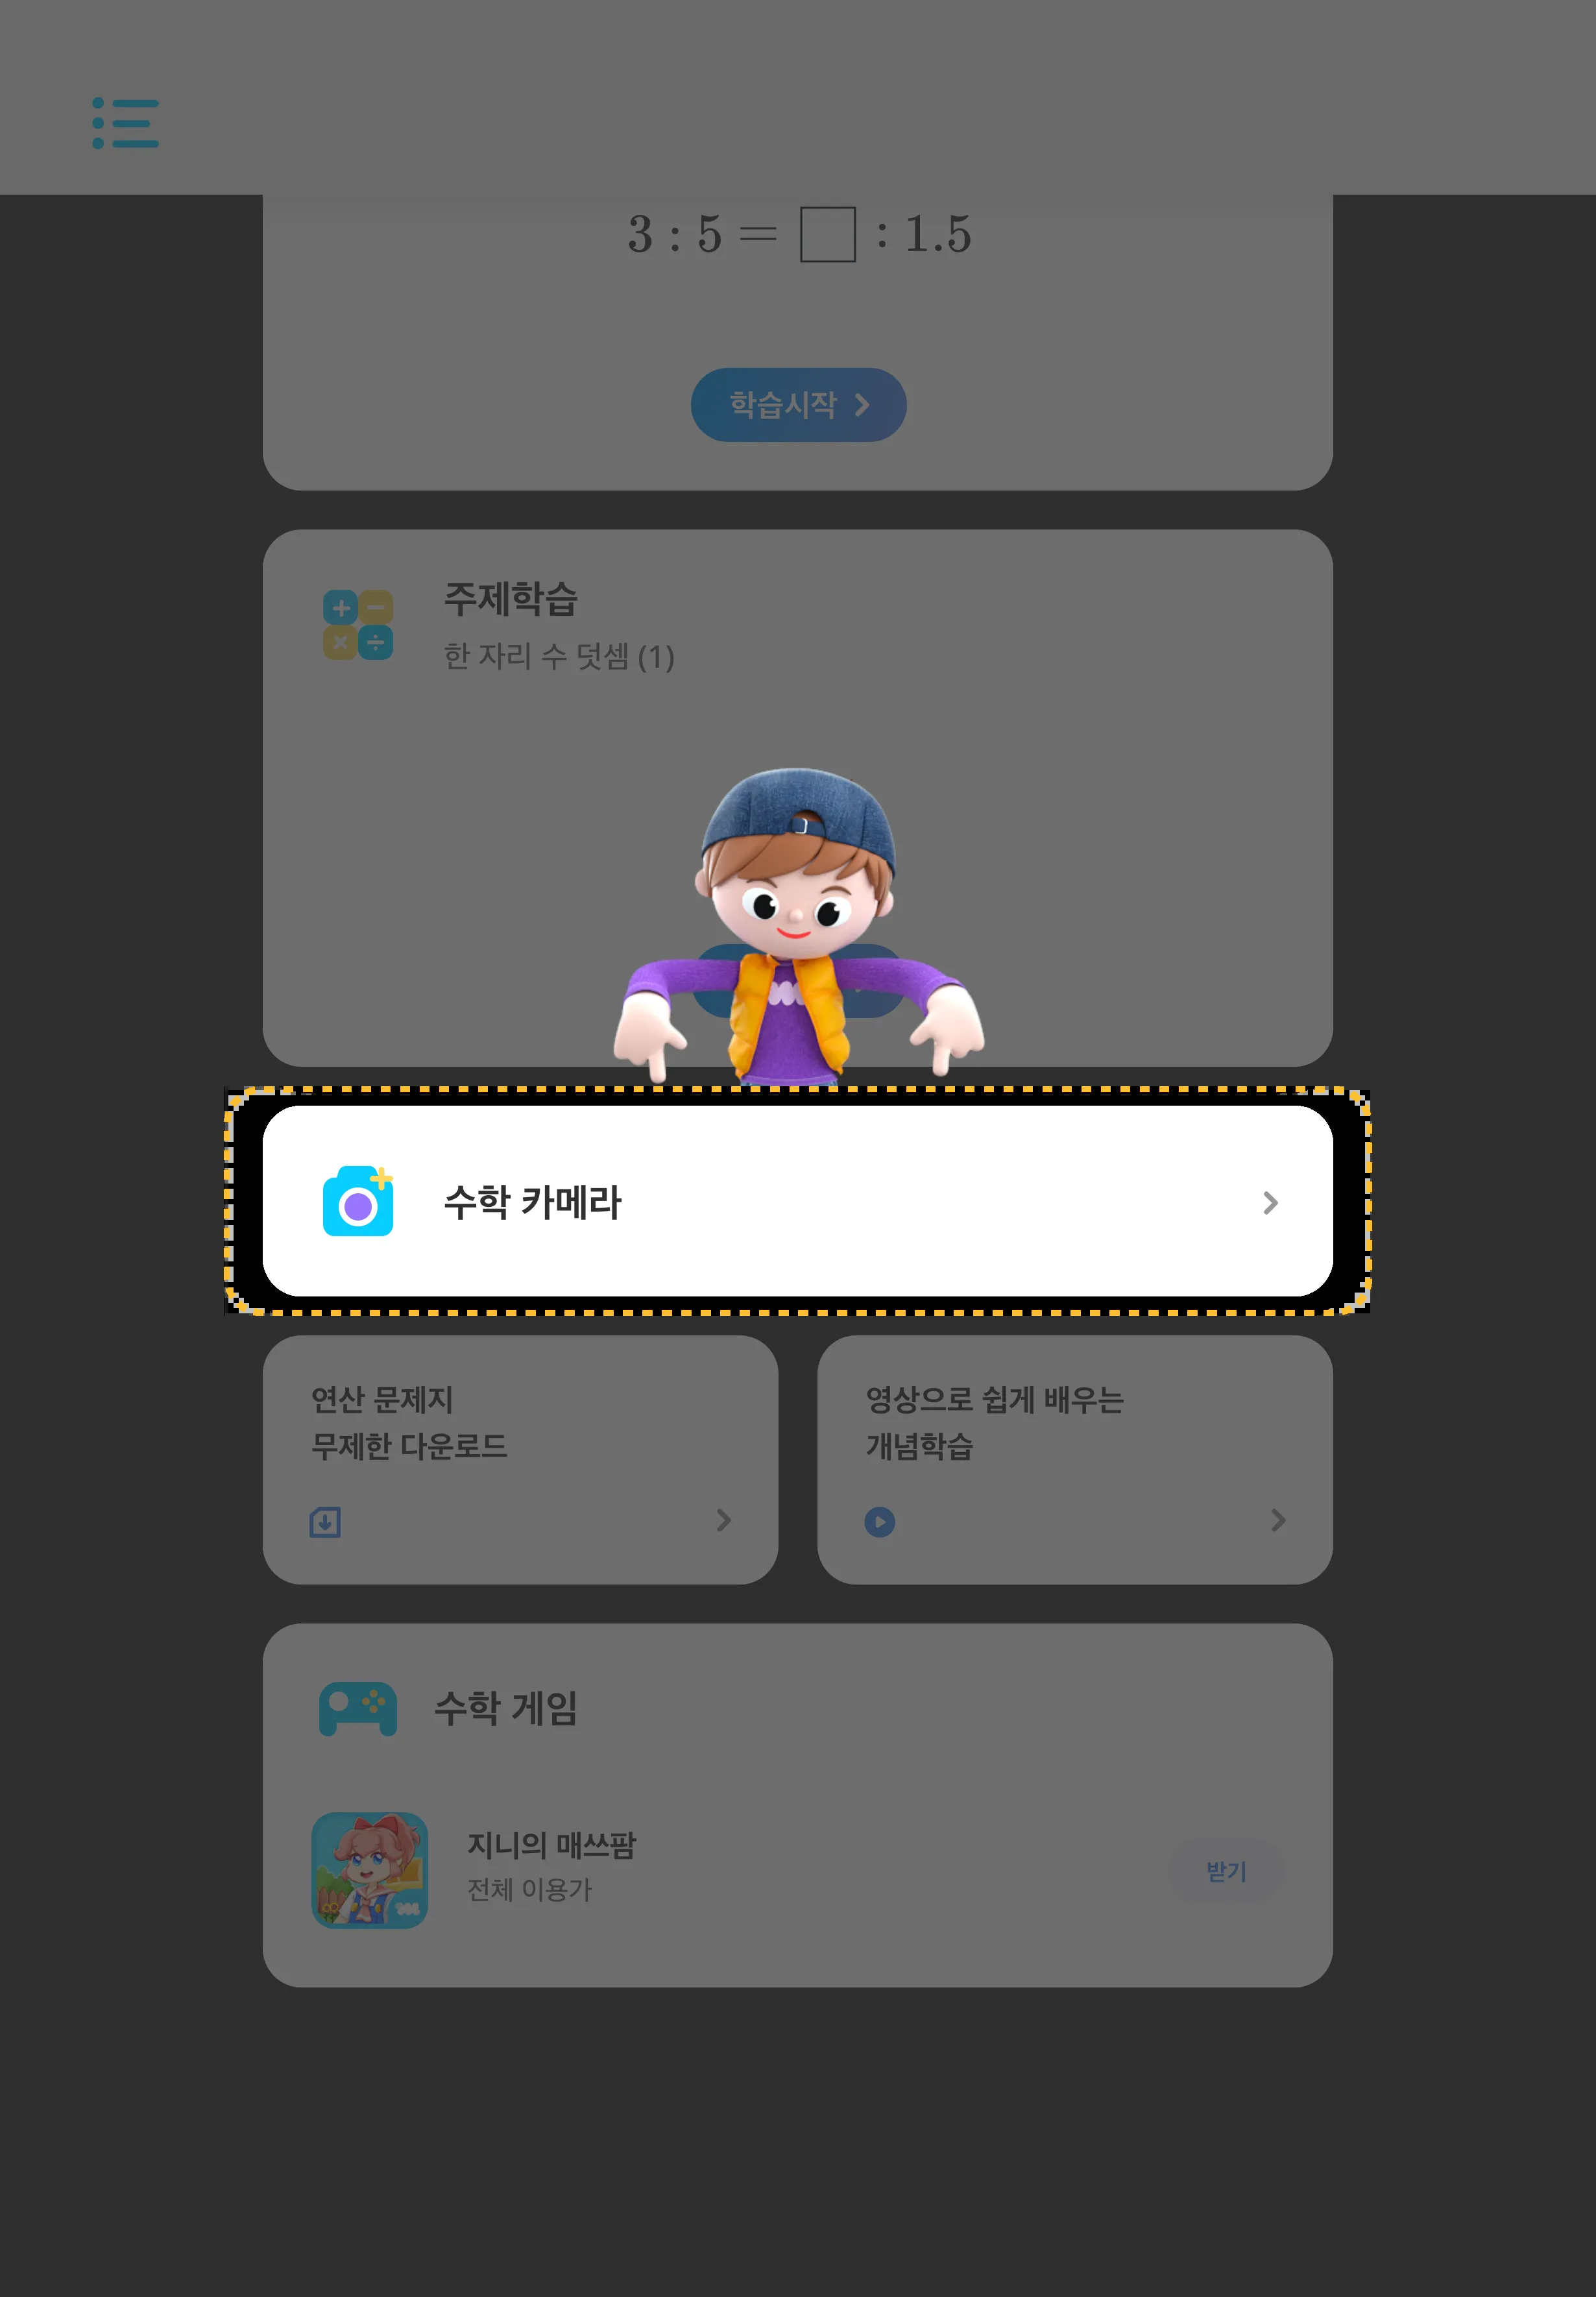 3 : 5 = □ : 1.5
학습시작
주제학습
한 자리 수 덧셈 (1)
수학 카메라
연산 문제지
무제한 다운로드
영상으로 쉽게 배우는
개념학습
수학 게임
지니의 매쓰팜
전체 이용가
받기